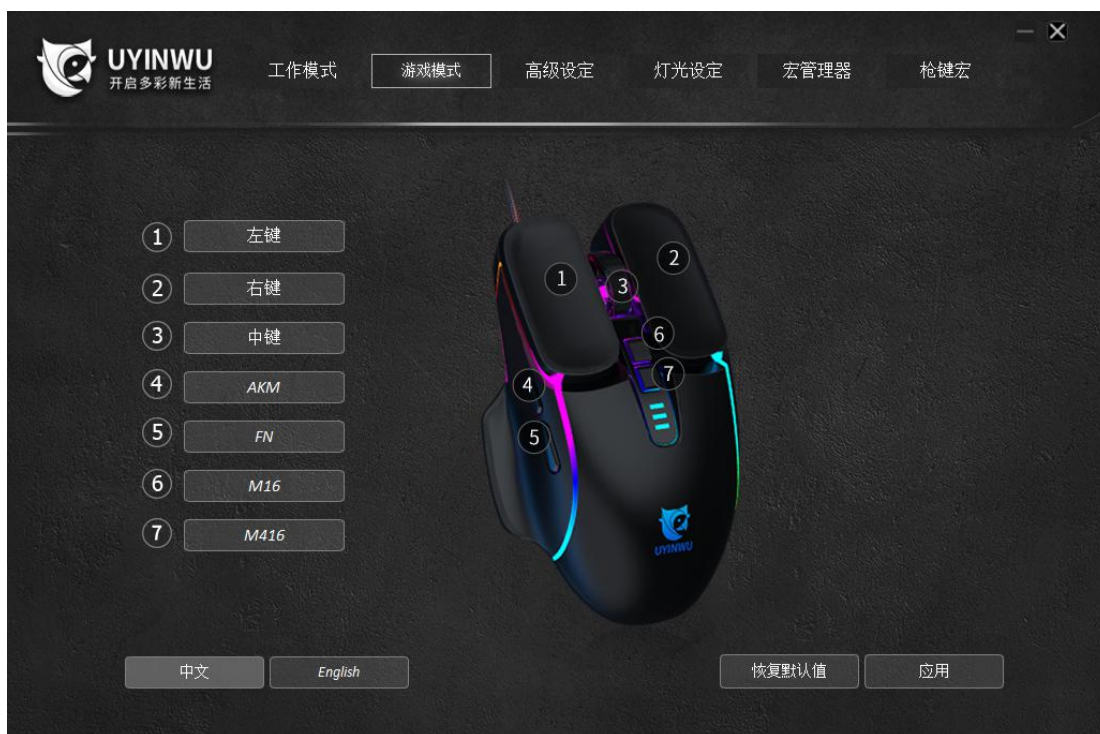 UYINWU
开启多彩新生活
工作模式
游戏模式
高级设定
灯光设定
宏管理器
枪键宏
1 左键
2 右键
3 中键
4 AKM
5 FN
6 M16
7 M416
1
2
3
6
7
4
5
UYINWU
中文
English
恢复默认值
应用